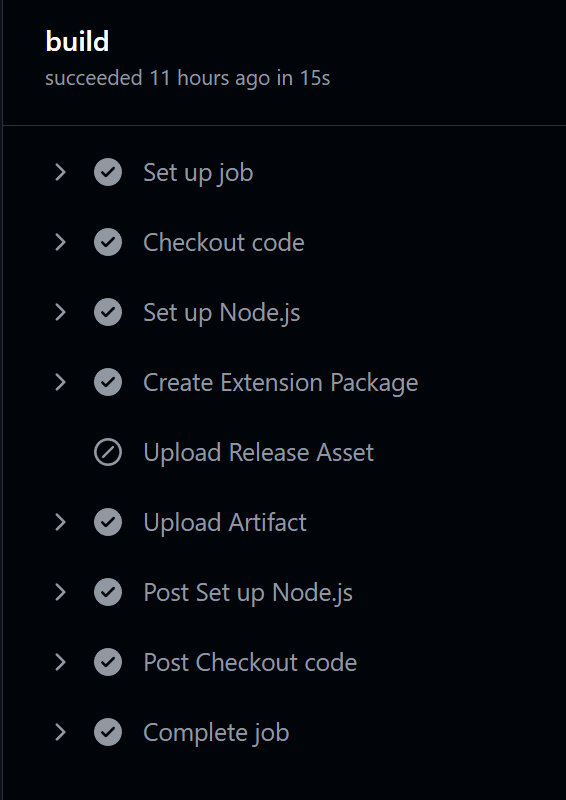 build
succeeded 11 hours ago in 15s
Set up job
Checkout code
Set up Node.js
Create Extension Package
Upload Release Asset
Upload Artifact
Post Set up Node.js
Post Checkout code
Complete job